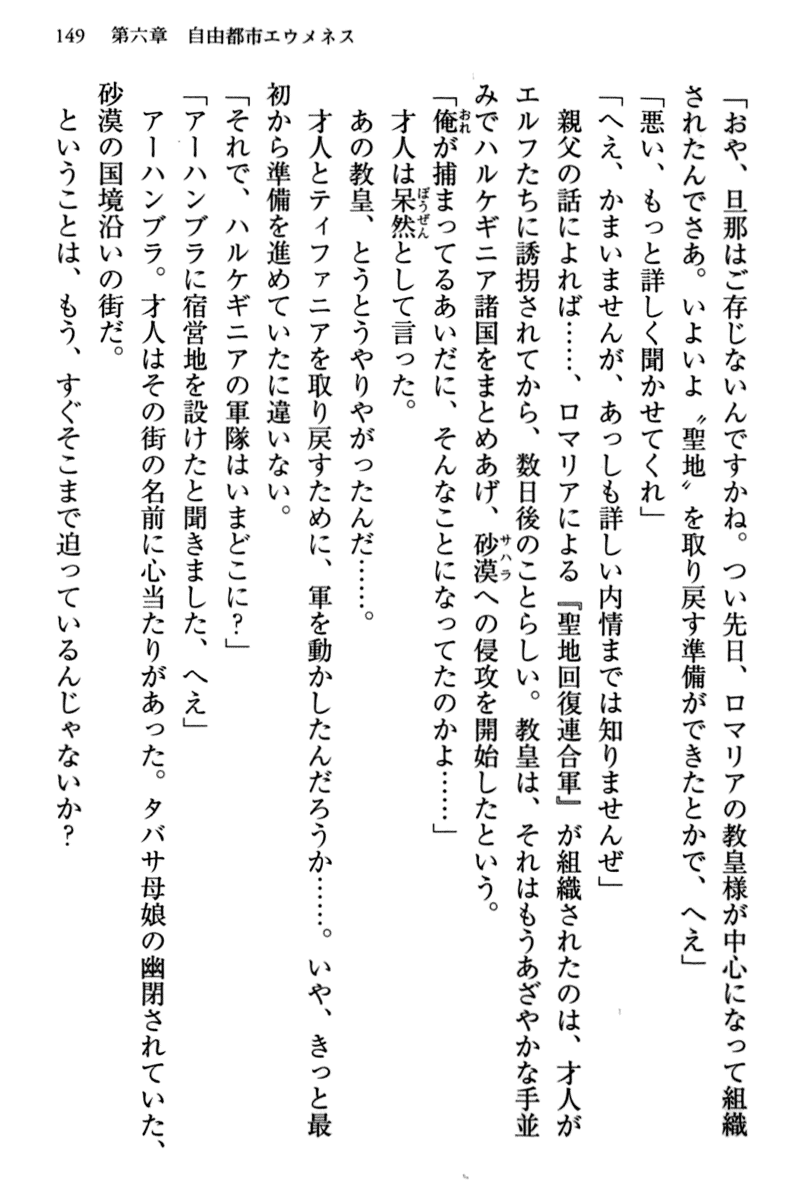 149 第六章 自由都市エウメネス
「おや、旦那はご存じないんですかね。つい先日、ロマリアの教皇様が中心になって組織
されたんでさあ。いよいよ〝聖地〟を取り戻す準備ができたとかで、へえ」
「悪い、もっと詳しく聞かせてくれ」
「へえ、かまいませんが、あっしも詳しい内情までは知りませんぜ」
親父の話によれば……、ロマリアによる『聖地回復連合軍』が組織されたのは、才人が
エルフたちに誘拐されてから、数日後のことらしい。教皇は、それはもうあざやかな手並
みでハルケギニア諸国をまとめあげ、砂漠への侵攻を開始したという。
サハラ
「俺が捕まってるあいだに、そんなことになってたのかよ……」
おれ
才人は呆然として言った。
ぼうぜん
あの教皇、とうとうやりやがったんだ……。
才人とティファニアを取り戻すために、軍を動かしたんだろうか……。いや、きっと最
初から準備を進めていたに違いない。
「それで、ハルケギニアの軍隊はいまどこに?」
「アーハンブラに宿営地を設けたと聞きました、へえ」
アーハンブラ。才人はその街の名前に心当たりがあった。タバサ母娘の幽閉されていた、
砂漠の国境沿いの街だ。
ということは、もう、すぐそこまで迫っているんじゃないか?